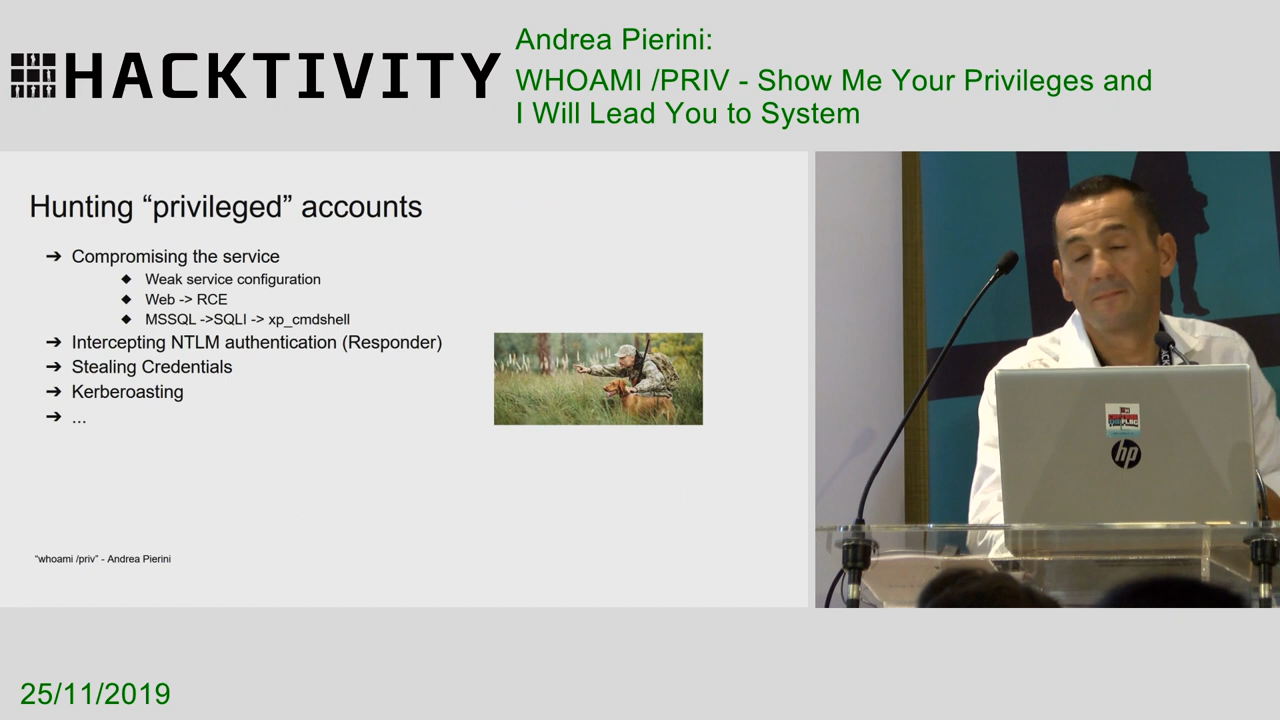 HACKTIVITY
Andrea Pierini:
WHOAMI /PRIV - Show Me Your Privileges and
I Will Lead You to System
Hunting “privileged” accounts
➔ Compromising the service
◆ Weak service configuration
◆ Web -> RCE
◆ MSSQL ->SQLI -> xp_cmdshell
➔ Intercepting NTLM authentication (Responder)
➔ Stealing Credentials
➔ Kerberoasting
➔ ...
“whoami /priv” - Andrea Pierini
hp
25/11/2019